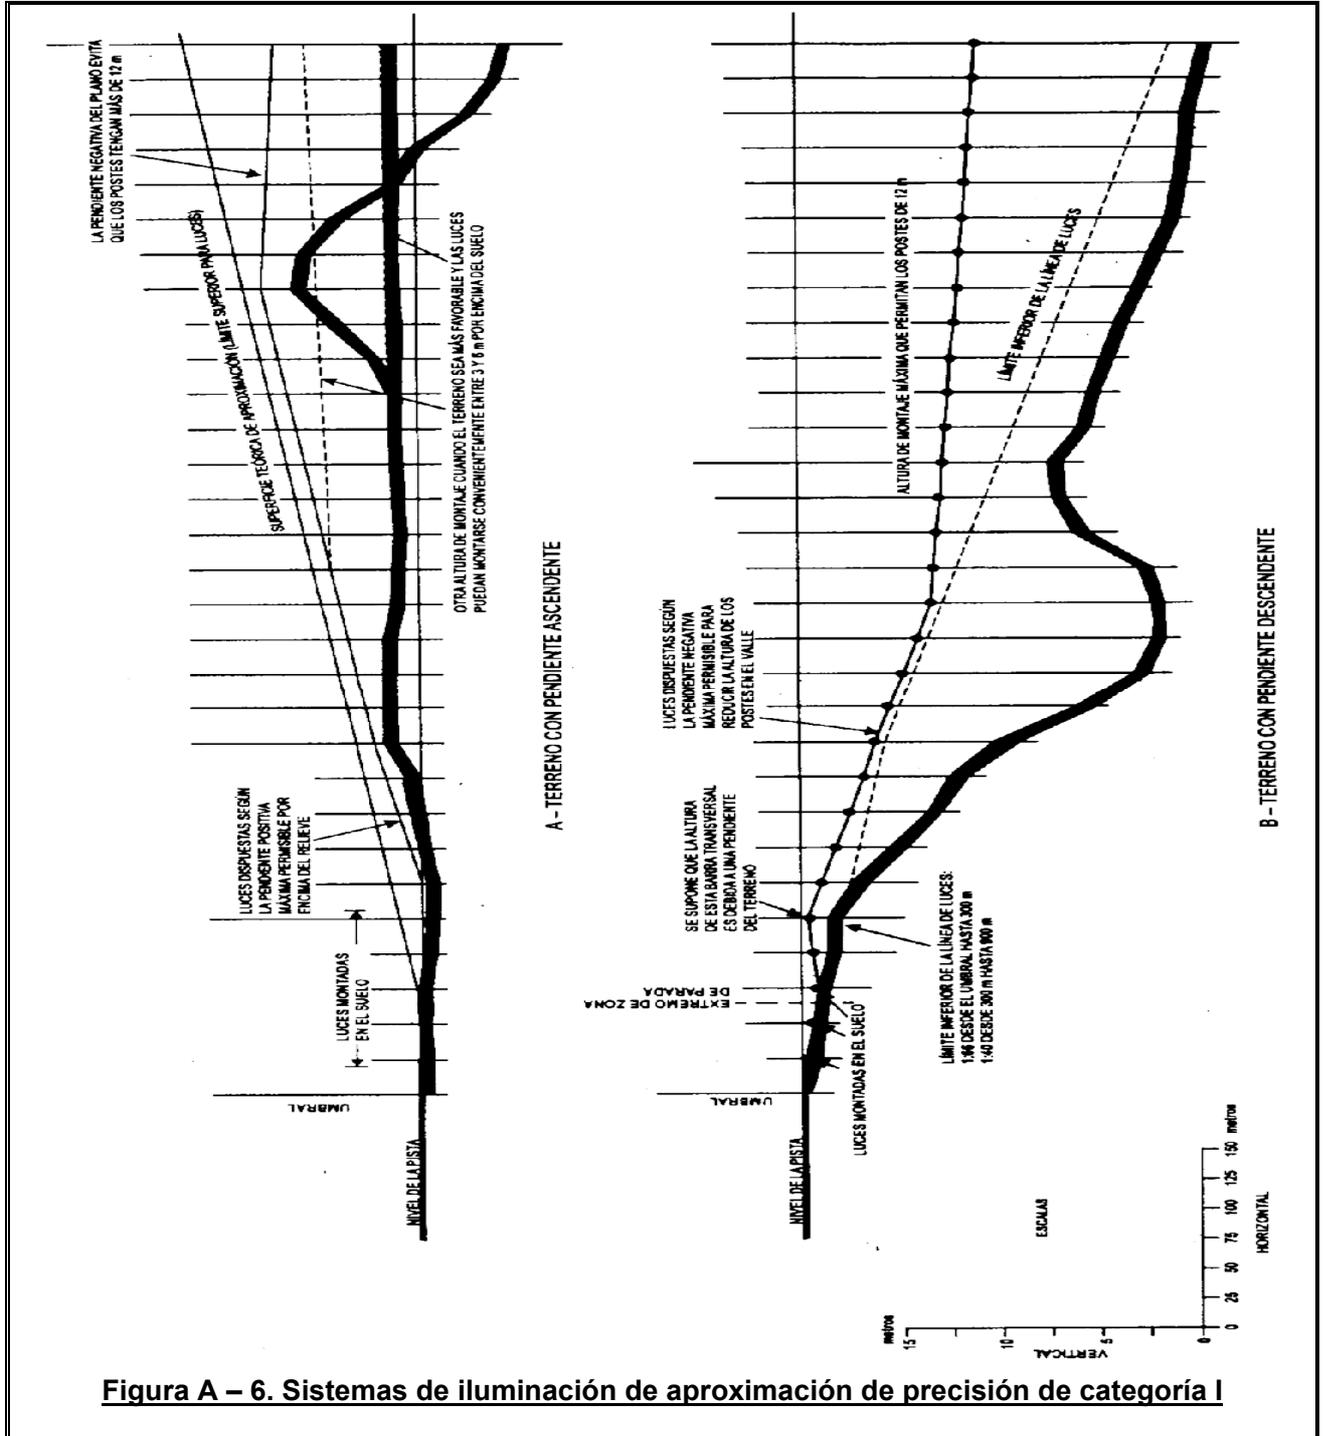 LA PENDIENTE NEGATIVA DEL PLANO EVITA
QUE LOS POSTES TENGAN MÁS DE 12 m
SUPERFICIE TEÓRICA DE APROXIMACIÓN (LÍMITE SUPERIOR PARA LUCES)
OTRA ALTURA DE MONTAJE CUANDO EL TERRENO SEA MÁS FAVORABLE Y LAS LUCES
PUEDAN MONTARSE CONVENIENTEMENTE ENTRE 3 Y 6 m POR ENCIMA DEL SUELO
LUCES DISPUESTAS SEGÚN
LA PENDIENTE POSITIVA
MÁXIMA PERMISIBLE POR
ENCIMA DEL RELIEVE
LUCES MONTADAS
EN EL SUELO
UMBRAL
NIVEL DE LA PISTA
A – TERRENO CON PENDIENTE ASCENDENTE
ALTURA DE MONTAJE MÁXIMA QUE PERMITAN LOS POSTES DE 12 m
LÍMITE INFERIOR DE LA LÍNEA DE LUCES
LUCES DISPUESTAS SEGÚN
LA PENDIENTE NEGATIVA
MÁXIMA PERMISIBLE PARA
REDUCIR LA ALTURA DE LOS
POSTES EN EL VALLE
SE SUPONE QUE LA ALTURA
DE ESTA BARRA TRANSVERSAL
ES DEBIDA A UNA PENDIENTE
DEL TERRENO
EXTREMO DE ZONA
DE PARADA
UMBRAL
NIVEL DE LA PISTA
LUCES MONTADAS EN EL SUELO
LÍMITE INFERIOR DE LA LÍNEA DE LUCES:
1:66 DESDE EL UMBRAL HASTA 300 m
1:40 DESDE 300 m HASTA 900 m
B – TERRENO CON PENDIENTE DESCENDENTE
ESCALAS
metros
15
10
5
0
VERTICAL
0 25 50 75 100 125 150 metros
HORIZONTAL
Figura A – 6. Sistemas de iluminación de aproximación de precisión de categoría I